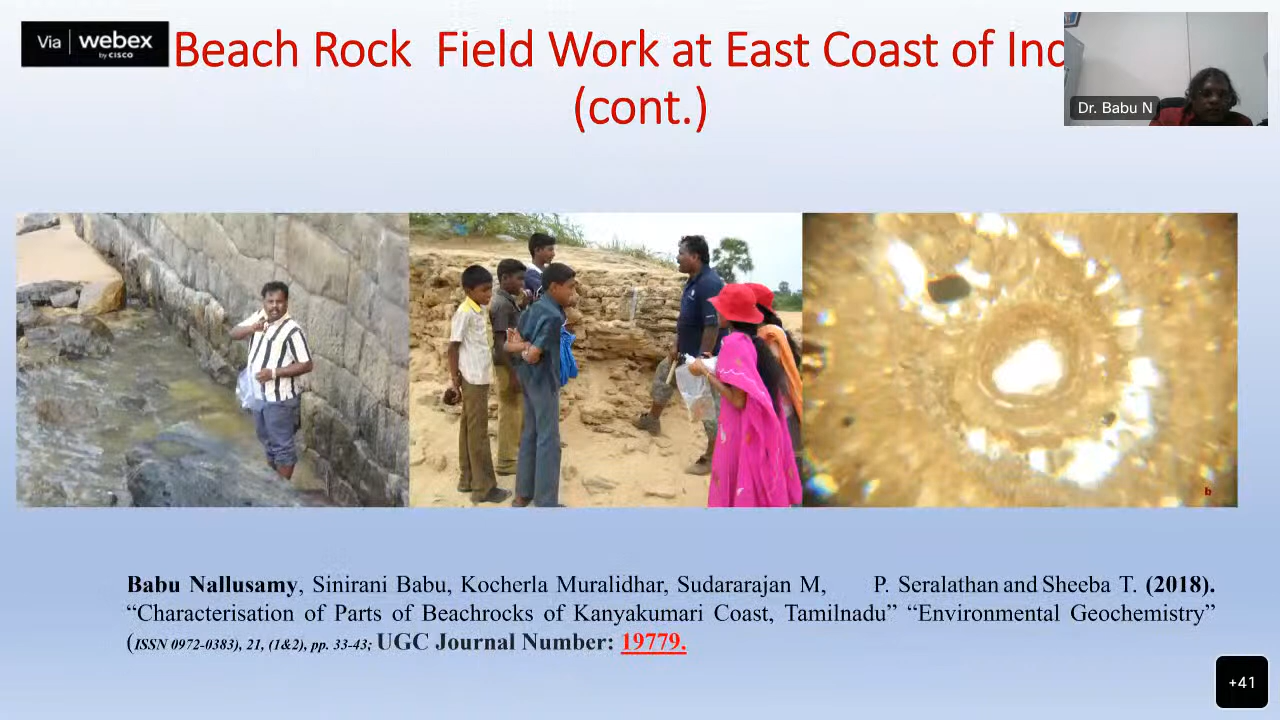 Via webex
by CISCO
Beach Rock Field Work at East Coast of Ind
(cont.)
Dr. Babu N
b
Babu Nallusamy, Sinirani Babu, Kocherla Muralidhar, Sudararajan M, P. Seralathan and Sheeba T. (2018).
“Characterisation of Parts of Beachrocks of Kanyakumari Coast, Tamilnadu” “Environmental Geochemistry”
(ISSN 0972-0383), 21, (1&2), pp. 33-43; UGC Journal Number: 19779.
+41